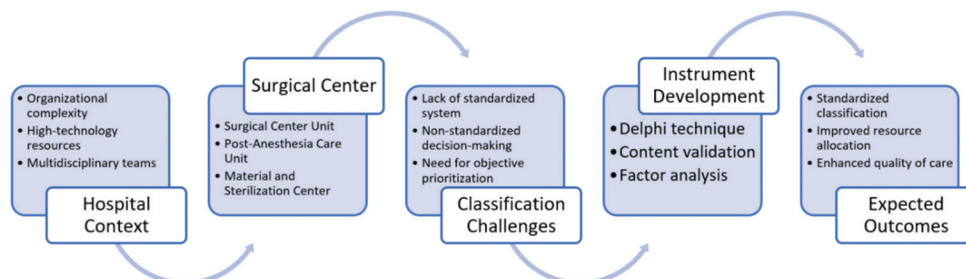 • Organizational
complexity
• High-technology
resources
• Multidisciplinary teams
Hospital
Context
Surgical Center
• Surgical Center Unit
• Post-Anesthesia Care
Unit
• Material and
Sterilization Center
• Lack of standardized
system
• Non-standardized
decision-making
• Need for objective
prioritization
Classification
Challenges
Instrument
Development
• Delphi technique
• Content validation
• Factor analysis
• Standardized
classification
• Improved resource
allocation
• Enhanced quality of care
Expected
Outcomes